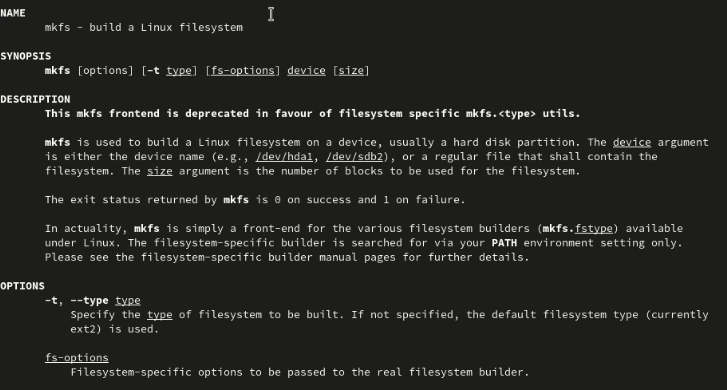 NAME
mkfs - build a Linux filesystem
SYNOPSIS
mkfs [options] [-t type] [fs-options] device [size]
DESCRIPTION
This mkfs frontend is deprecated in favour of filesystem specific mkfs.<type> utils.
mkfs is used to build a Linux filesystem on a device, usually a hard disk partition. The device argument
is either the device name (e.g., /dev/hda1, /dev/sdb2), or a regular file that shall contain the
filesystem. The size argument is the number of blocks to be used for the filesystem.
The exit status returned by mkfs is 0 on success and 1 on failure.
In actuality, mkfs is simply a front-end for the various filesystem builders (mkfs.fstype) available
under Linux. The filesystem-specific builder is searched for via your PATH environment setting only.
Please see the filesystem-specific builder manual pages for further details.
OPTIONS
-t, --type type
Specify the type of filesystem to be built. If not specified, the default filesystem type (currently
ext2) is used.
fs-options
Filesystem-specific options to be passed to the real filesystem builder.